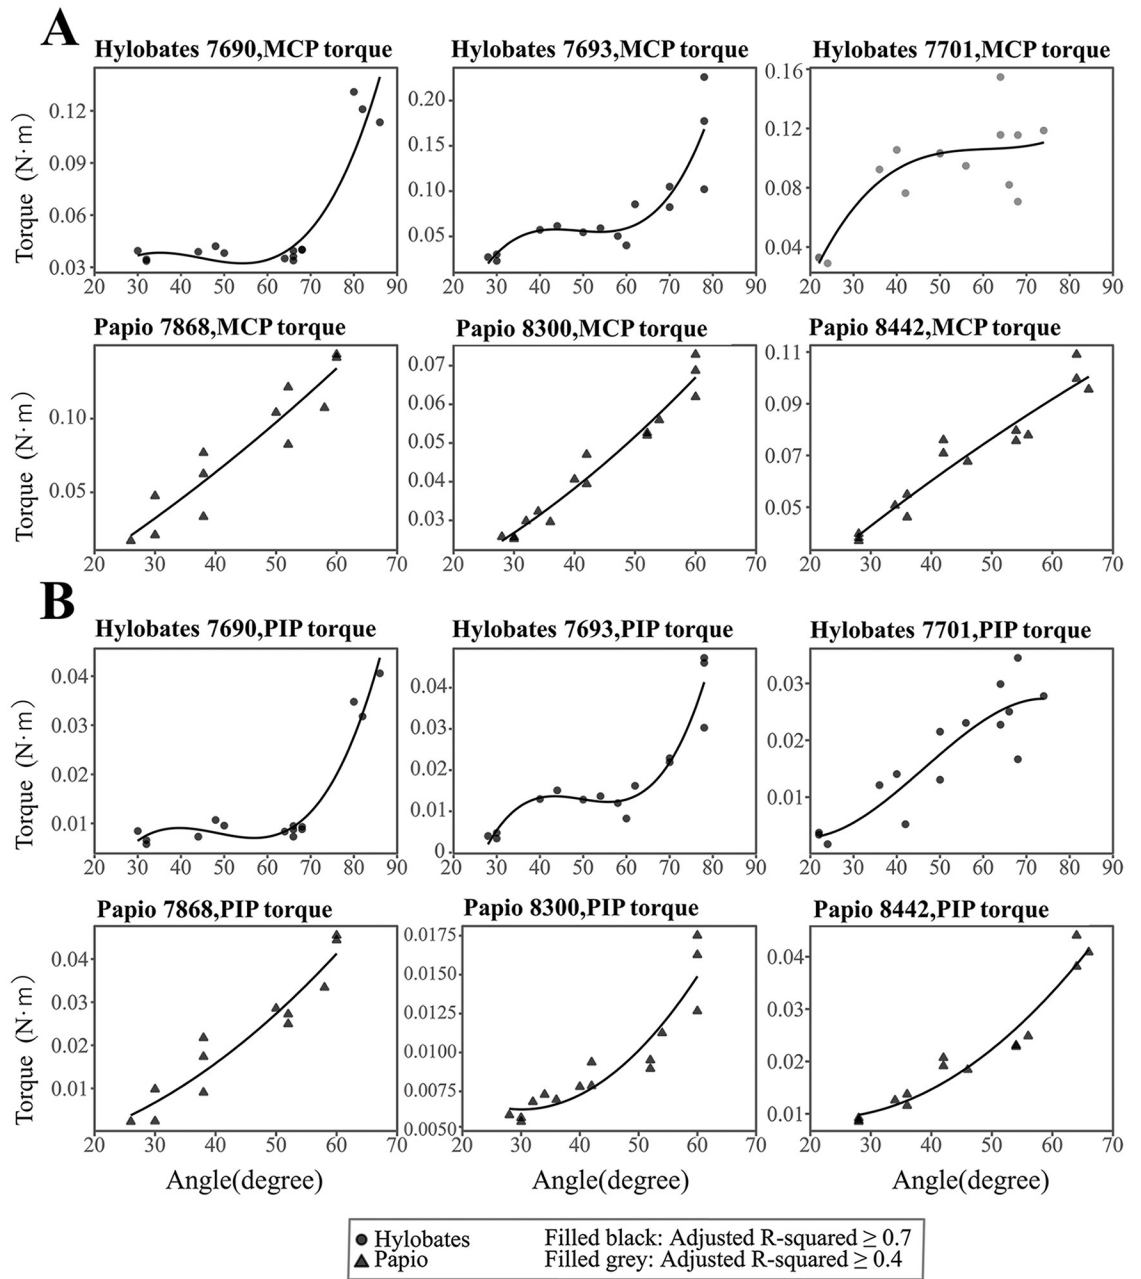 A
Hylobates 7690,MCP torque
Hylobates 7693,MCP torque
Hylobates 7701,MCP torque
Torque (N·m)
0.12
0.09
0.06
0.03
20 30 40 50 60 70 80 90
0.20
0.15
0.10
0.05
20 30 40 50 60 70 80 90
0.16
0.12
0.08
0.04
20 30 40 50 60 70 80 90
Papio 7868,MCP torque
Papio 8300,MCP torque
Papio 8442,MCP torque
Torque (N·m)
0.10
0.05
20 30 40 50 60 70
0.07
0.06
0.05
0.04
0.03
20 30 40 50 60 70
0.11
0.09
0.07
0.05
20 30 40 50 60 70
B
Hylobates 7690,PIP torque
Hylobates 7693,PIP torque
Hylobates 7701,PIP torque
Torque (N·m)
0.04
0.03
0.02
0.01
20 30 40 50 60 70 80 90
0.04
0.03
0.02
0.01
0
20 30 40 50 60 70 80 90
0.03
0.02
0.01
20 30 40 50 60 70 80 90
Papio 7868,PIP torque
Papio 8300,PIP torque
Papio 8442,PIP torque
Torque (N·m)
0.04
0.03
0.02
0.01
20 30 40 50 60 70
0.0175
0.0150
0.0125
0.0100
0.0075
0.0050
20 30 40 50 60 70
0.04
0.03
0.02
0.01
20 30 40 50 60 70
Angle(degree)
Angle(degree)
Angle(degree)
Hylobates Filled black: Adjusted R-squared ≥ 0.7
Papio Filled grey: Adjusted R-squared ≥ 0.4